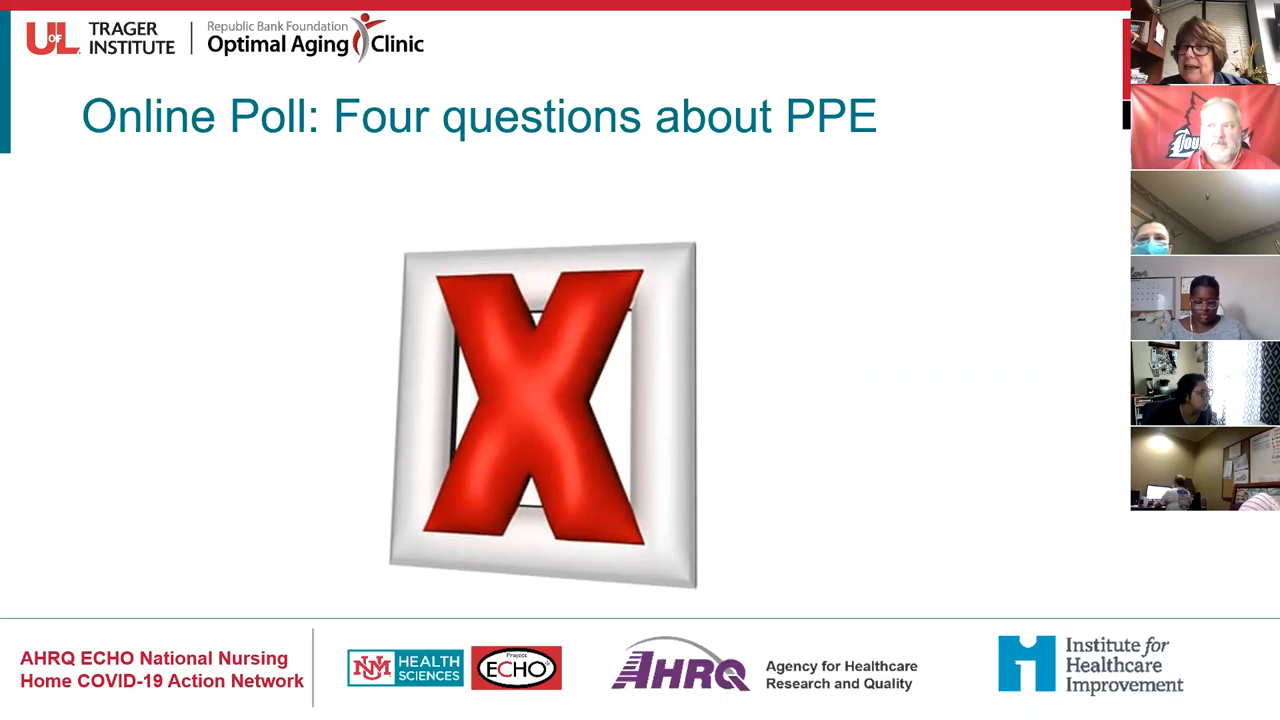 UofL TRAGER INSTITUTE
Republic Bank Foundation
Optimal Aging Clinic
Online Poll: Four questions about PPE
X
AHRQ ECHO National Nursing
Home COVID-19 Action Network
UNM HEALTH SCIENCES
Project ECHO®
AHRQ
Agency for Healthcare
Research and Quality
Institute for
Healthcare
Improvement